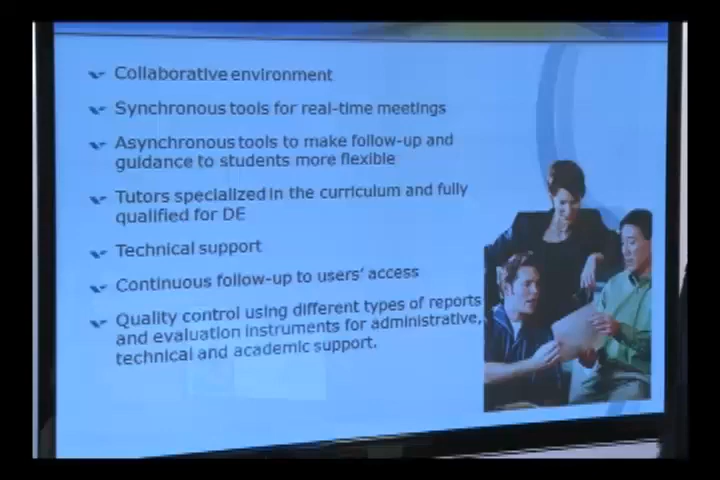 Collaborative environment
Synchronous tools for real-time meetings
Asynchronous tools to make follow-up and
guidance to students more flexible
Tutors specialized in the curriculum and fully
qualified for DE
Technical support
Continuous follow-up to users' access
Quality control using different types of reports
and evaluation instruments for administrative,
technical and academic support.